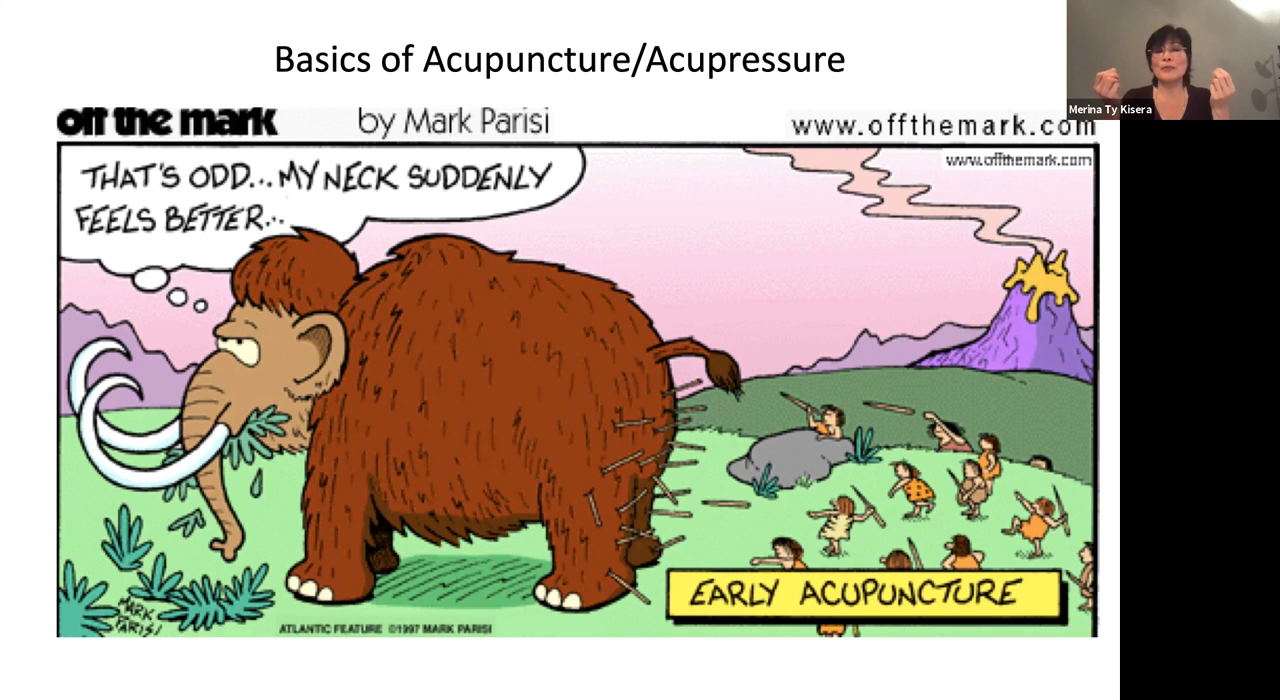 Basics of Acupuncture/Acupressure
Merina Ty Kisera
off the mark by Mark Parisi www.offthemark.com
www.offthemark.com
THAT'S ODD...MY NECK SUDDENLY
FEELS BETTER...
EARLY ACUPUNCTURE
MARK
PARISI
ATLANTIC FEATURE ©1997 MARK PARISI